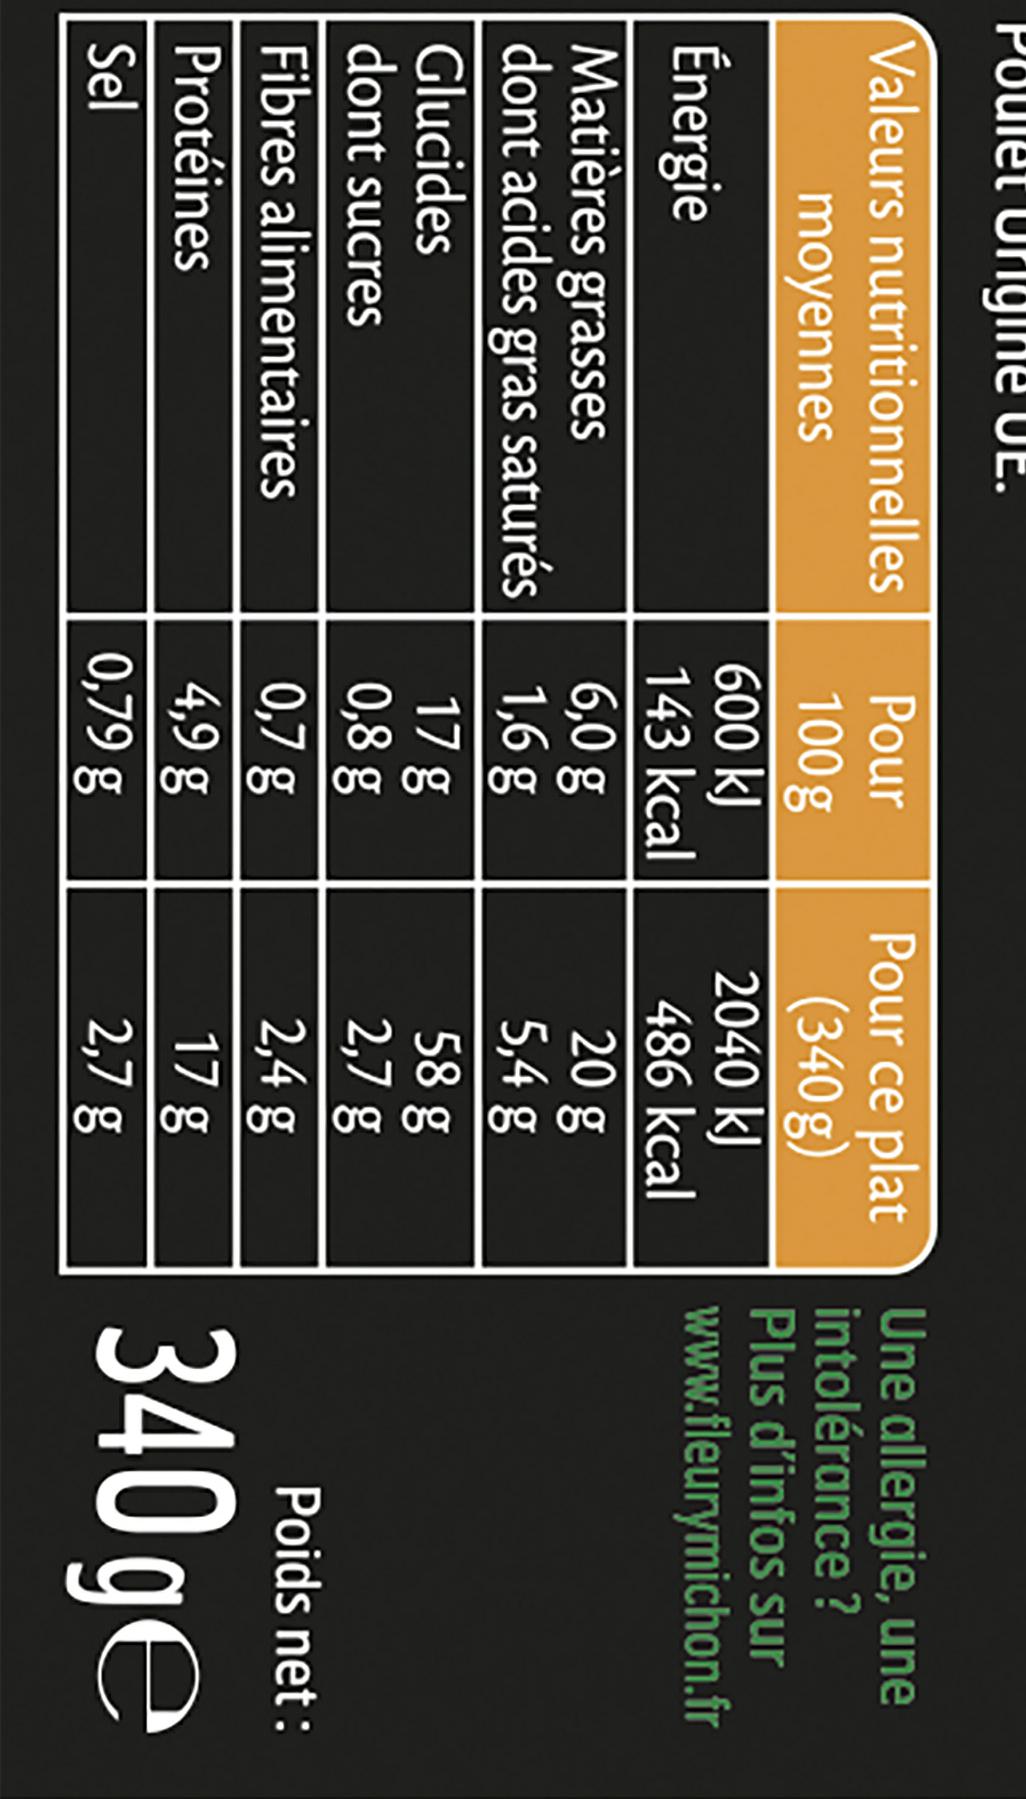 Poulet Origine UE.
Valeurs nutritionnelles moyennes Pour 100 g Pour ce plat (340 g)
Énergie 600 kJ 2040 kJ
143 kcal 486 kcal
Matières grasses 6,0 g 20 g
dont acides gras saturés 1,6 g 5,4 g
Glucides 17 g 58 g
dont sucres 0,8 g 2,7 g
Fibres alimentaires 0,7 g 2,4 g
Protéines 4,9 g 17 g
Sel 0,79 g 2,7 g
Une allergie, une
intolérance ?
Plus d'infos sur
www.fleurymichon.fr
Poids net :
340 g e